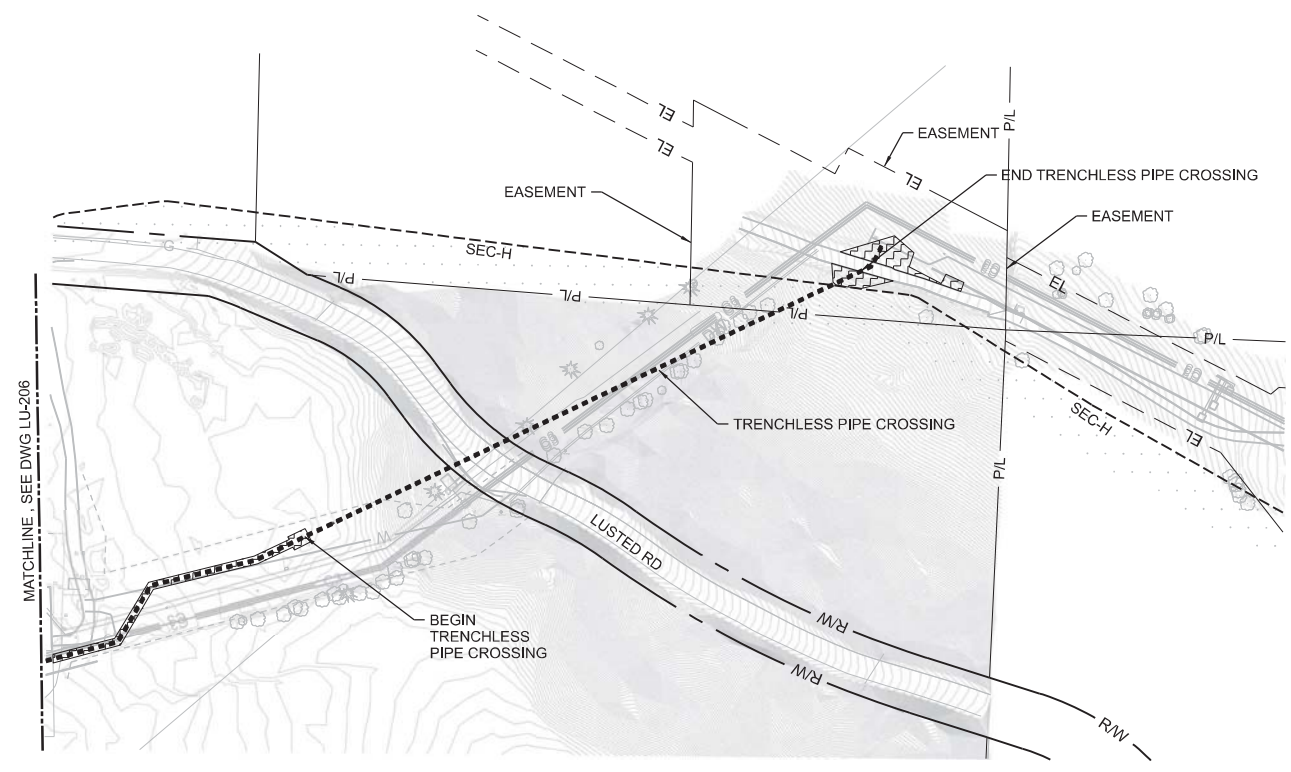 EL
EL
P/L
EASEMENT
EL
END TRENCHLESS PIPE CROSSING
EASEMENT
EASEMENT
G
SEC-H
P/L
P/L
P/L
EL
P/L
MATCHLINE , SEE DWG LU-206
TRENCHLESS PIPE CROSSING
SEC-H
EL
P/L
W
LUSTED RD
BEGIN
TRENCHLESS
PIPE CROSSING
R/W
R/W
R/W